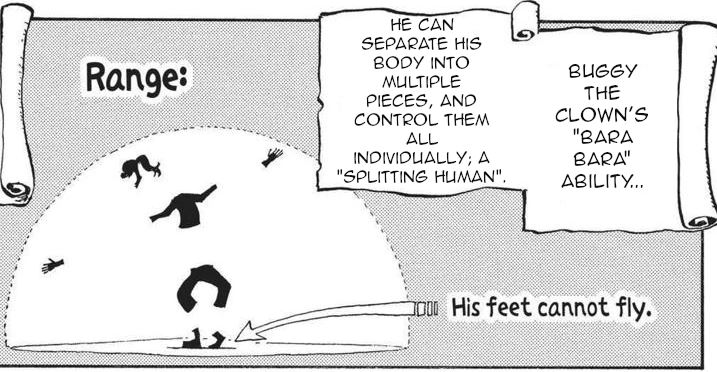 BUGGY
THE
CLOWN'S
"BARA
BARA"
ABILITY...
HE CAN
SEPARATE HIS
BODY INTO
MULTIPLE
PIECES, AND
CONTROL THEM
ALL
INDIVIDUALLY; A
"SPLITTING HUMAN".
Range:
His feet cannot fly.